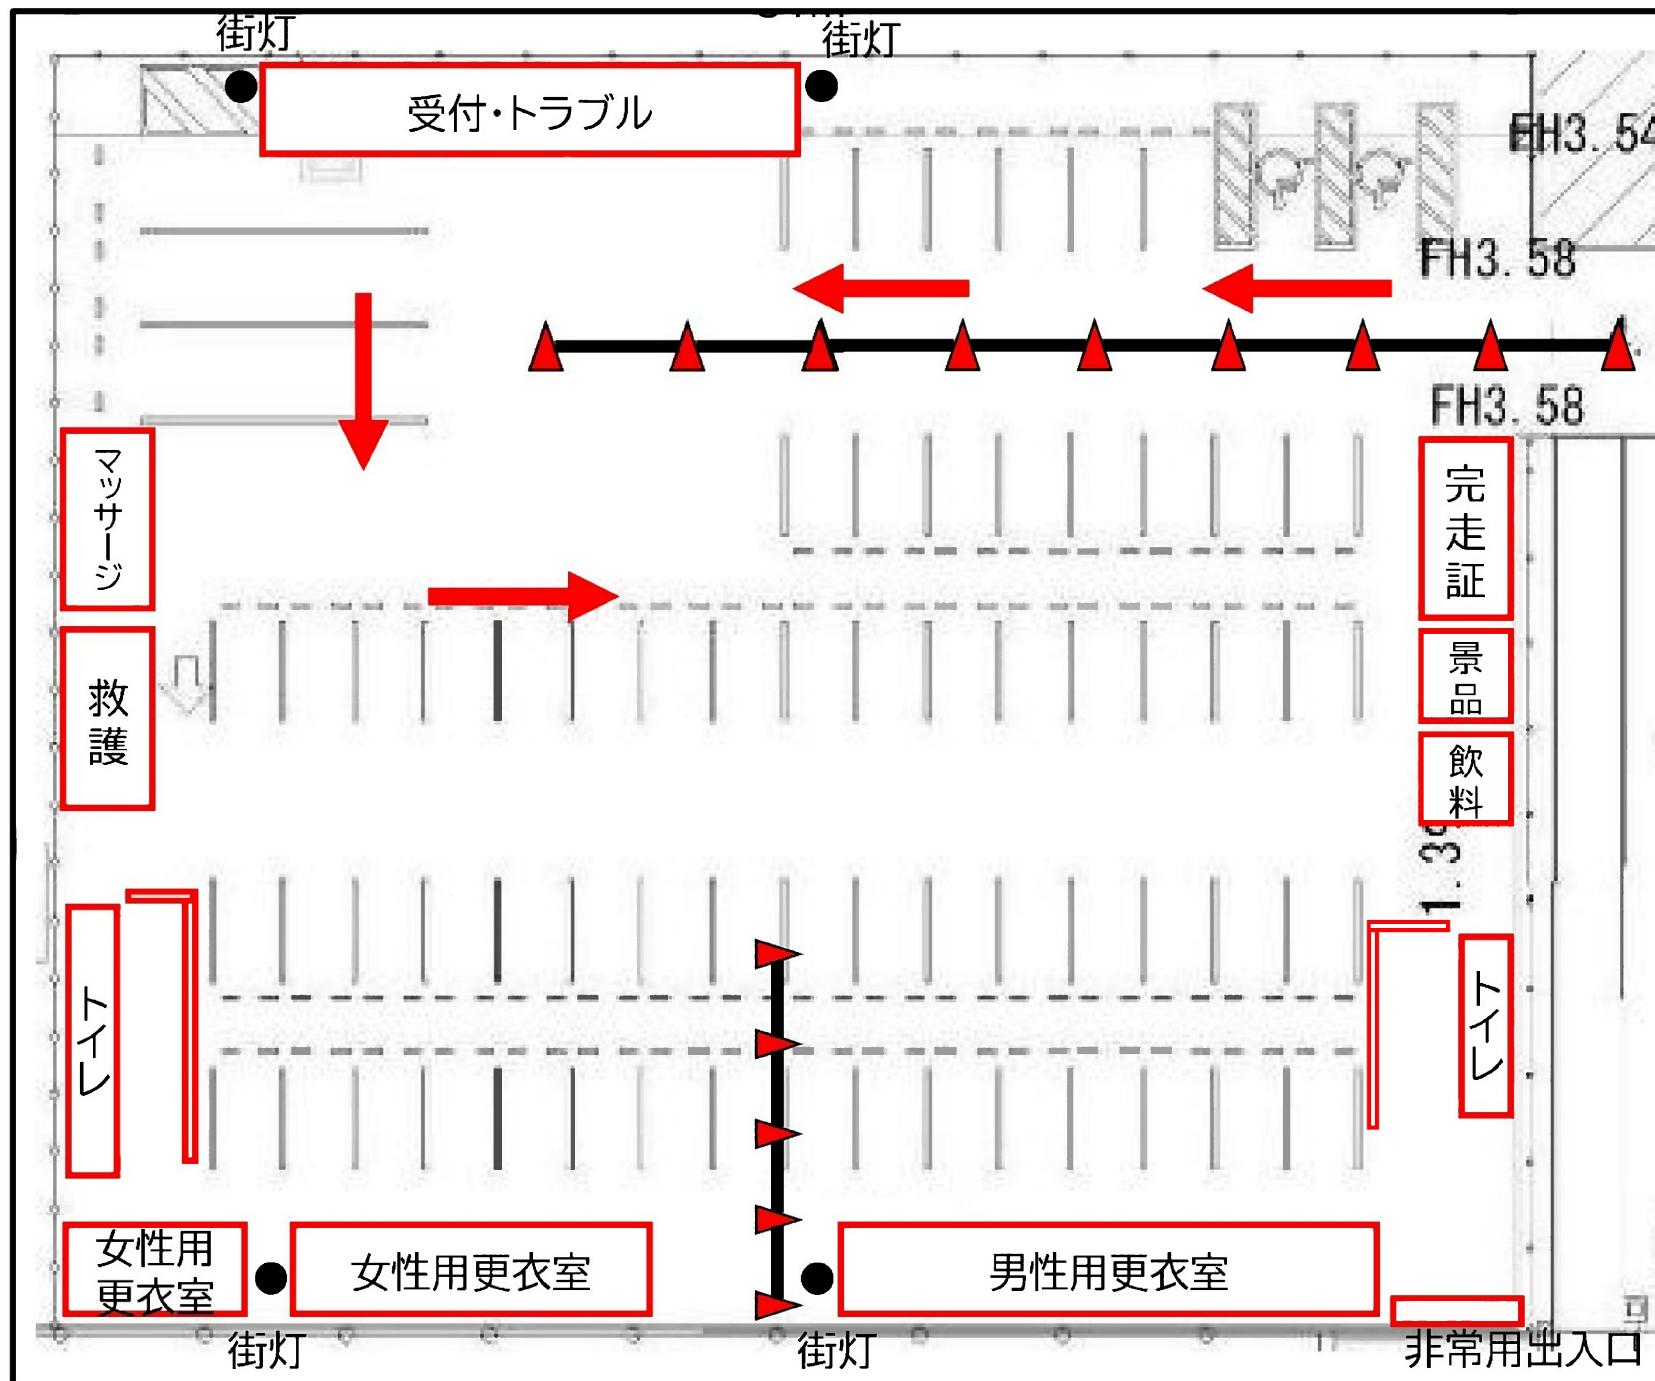 街灯
街灯
受付・トラブル
FH3.54
FH3.58
FH3.58
マッサージ
完走証
救護
景品
飲料
1.39
トイレ
トイレ
女性用
更衣室
女性用更衣室
男性用更衣室
街灯
街灯
非常用出入口